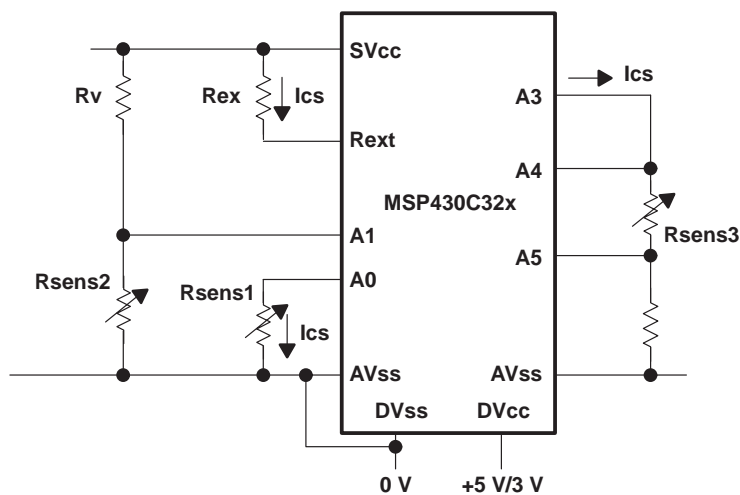 SVcc
Rv
Rex
Ics
Rext
A3
Ics
A4
MSP430C32x
A1
A5
Rsens3
Rsens2
Rsens1
A0
Ics
AVss
AVss
DVss
DVcc
0 V
+5 V/3 V